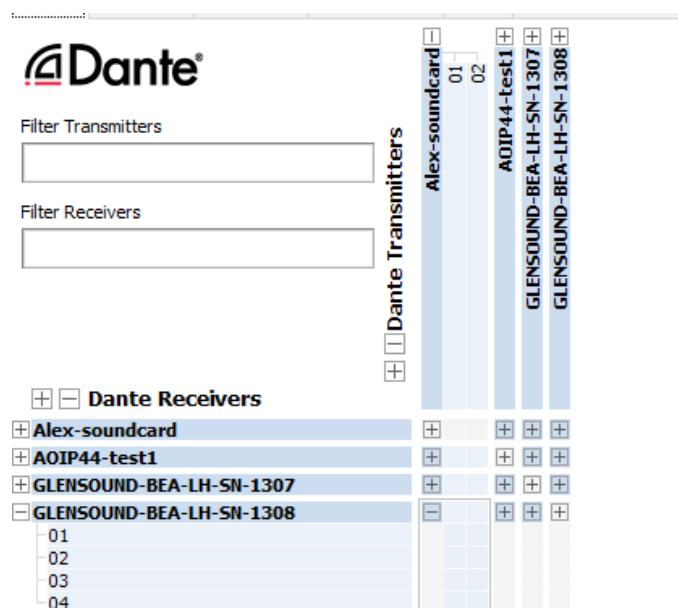 Dante®
Filter Transmitters
Filter Receivers
Dante Transmitters
Alex-soundcard
01
02
AOIP44-test1
GLENSOUND-BEA-LH-SN-1307
GLENSOUND-BEA-LH-SN-1308
Dante Receivers
Alex-soundcard
AOIP44-test1
GLENSOUND-BEA-LH-SN-1307
GLENSOUND-BEA-LH-SN-1308
01
02
03
04